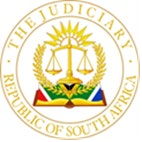 THE JUDICIARY
REPUBLIC OF SOUTH AFRICA